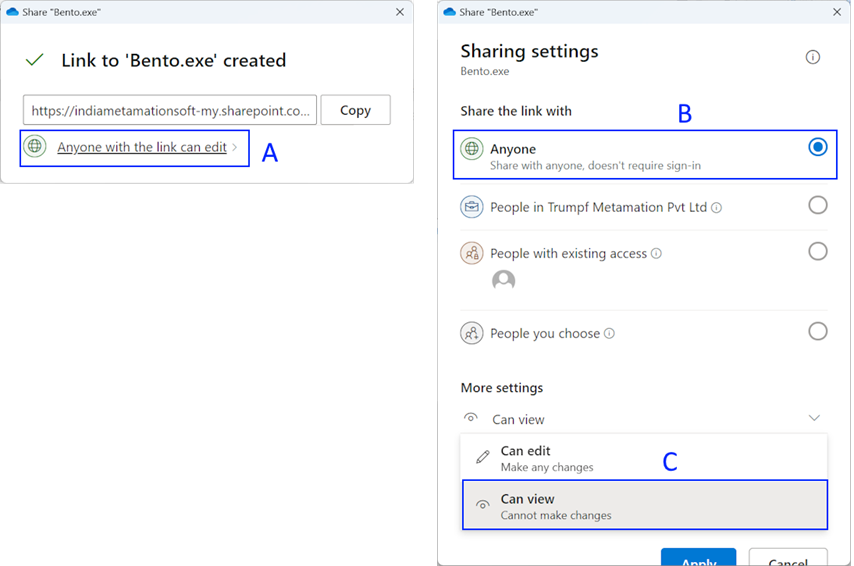 Share "Bento.exe"
Link to 'Bento.exe' created
https://indiametamationsoft-my.sharepoint.co... Copy
Anyone with the link can edit
A
Share "Bento.exe"
Sharing settings
Bento.exe
Share the link with
B
Anyone
Share with anyone, doesn't require sign-in
People in Trumpf Metamation Pvt Ltd
People with existing access
People you choose
More settings
Can view
Can edit
Make any changes
C
Can view
Cannot make changes
Apply Cancel